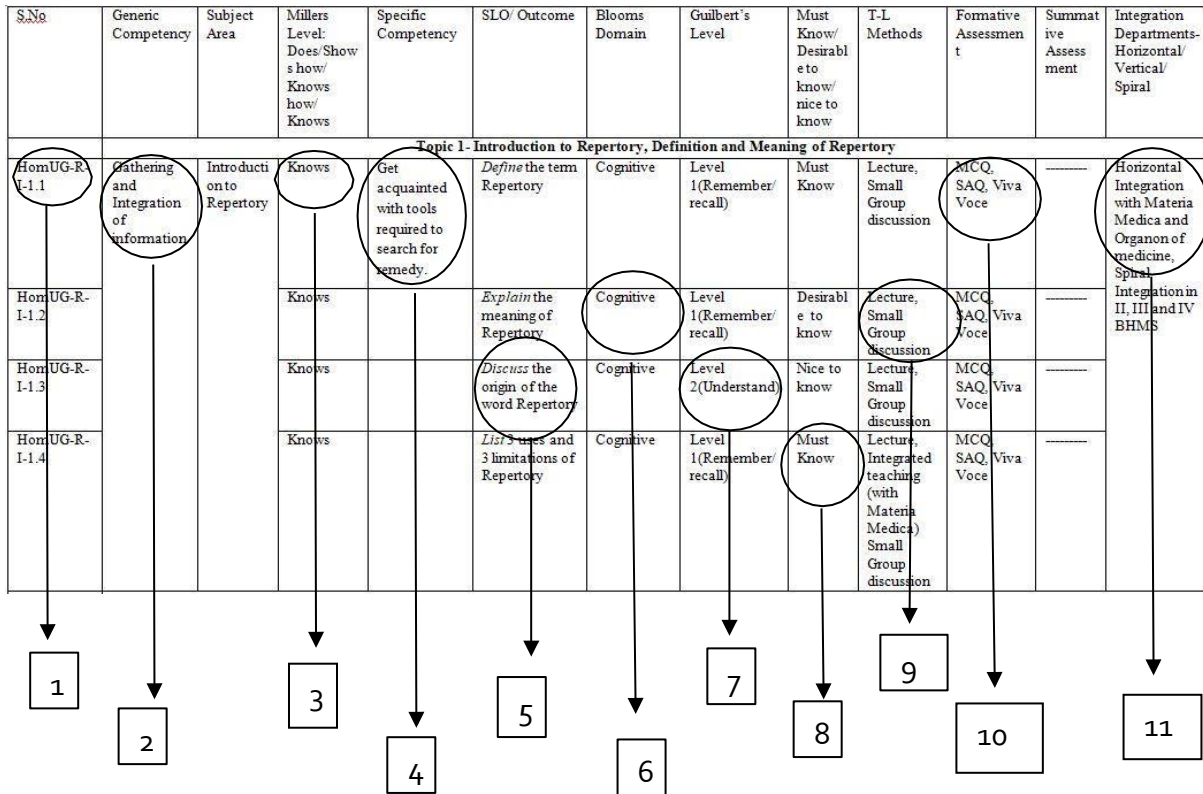 S.No
Generic
Competency
Subject
Area
Millers
Level:
Does/Show
s how/
Knows
how/
Knows
Specific
Competency
SLO/ Outcome
Blooms
Domain
Guilbert's
Level
Must
Know/
Desirabl
e to
know/
nice to
know
T-L
Methods
Formative
Assessmen
t
Summat
ive
Assess
ment
Integration
Departments-
Horizontal/
Vertical/
Spiral
Topic 1- Introduction to Repertory, Definition and Meaning of Repertory
HomUG-R-
I-1.1
Gathering
and
Integration
of
information
Introducti
on to
Repertory
Knows
Get
acquainted
with tools
required to
search for
remedy.
Define the term
Repertory
Cognitive
Level
1(Remember/
recall)
Must
Know
Lecture,
Small
Group
discussion
MCQ,
SAQ, Viva
Voce
---------
Horizontal
Integration
with Materia
Medica and
Organon of
medicine,
Spiral
Integration in
II, III and IV
BHMS
HomUG-R-
I-1.2
Knows
Explain the
meaning of
Repertory
Cognitive
Level
1(Remember/
recall)
Desirabl
e to
know
Lecture,
Small
Group
discussion
MCQ,
SAQ, Viva
Voce
---------
HomUG-R-
I-1.3
Knows
Discuss the
origin of the
word Repertory
Cognitive
Level
2(Understand)
Nice to
know
Lecture,
Small
Group
discussion
MCQ,
SAQ, Viva
Voce
---------
HomUG-R-
I-1.4
Knows
List 3 uses and
3 limitations of
Repertory
Cognitive
Level
1(Remember/
recall)
Must
Know
Lecture,
Integrated
teaching
(with
Materia
Medica)
Small
Group
discussion
MCQ,
SAQ, Viva
Voce
---------
1
2
3
4
5
6
7
8
9
10
11